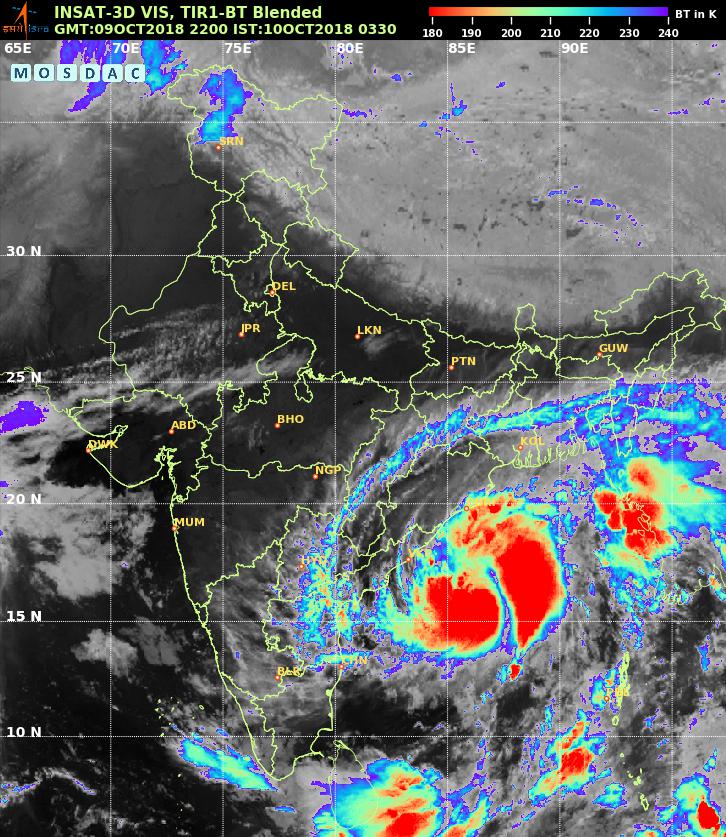 INSAT-3D VIS, TIR1-BT Blended
GMT:09OCT2018 2200 IST:10OCT2018 0330
BT in K
180 190 200 210 220 230 240
65E 70E 75E 80E 85E 90E
MOSDAC
SRN
30 N
DEL
JPR
LKN
GUW
PTN
25 N
ABD
BHO
DWK
KOL
NGP
20 N
MUM
15 N
CHN
BLR
10 N